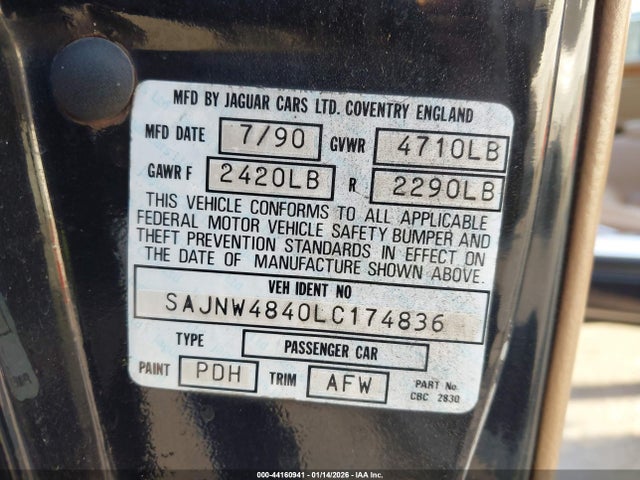 MFD BY JAGUAR CARS LTD. COVENTRY ENGLAND
MFD DATE 7/90 GVWR 4710LB
GAWR F 2420LB R 2290LB
THIS VEHICLE CONFORMS TO ALL APPLICABLE
FEDERAL MOTOR VEHICLE SAFETY BUMPER AND
THEFT PREVENTION STANDARDS IN EFFECT ON
THE DATE OF MANUFACTURE SHOWN ABOVE.
VEH IDENT NO
SAJNW4840LC174836
TYPE PASSENGER CAR
PAINT PDH TRIM AFW PART No.
CBC 2830
000-44160941 - 01/14/2026 - IAA Inc.